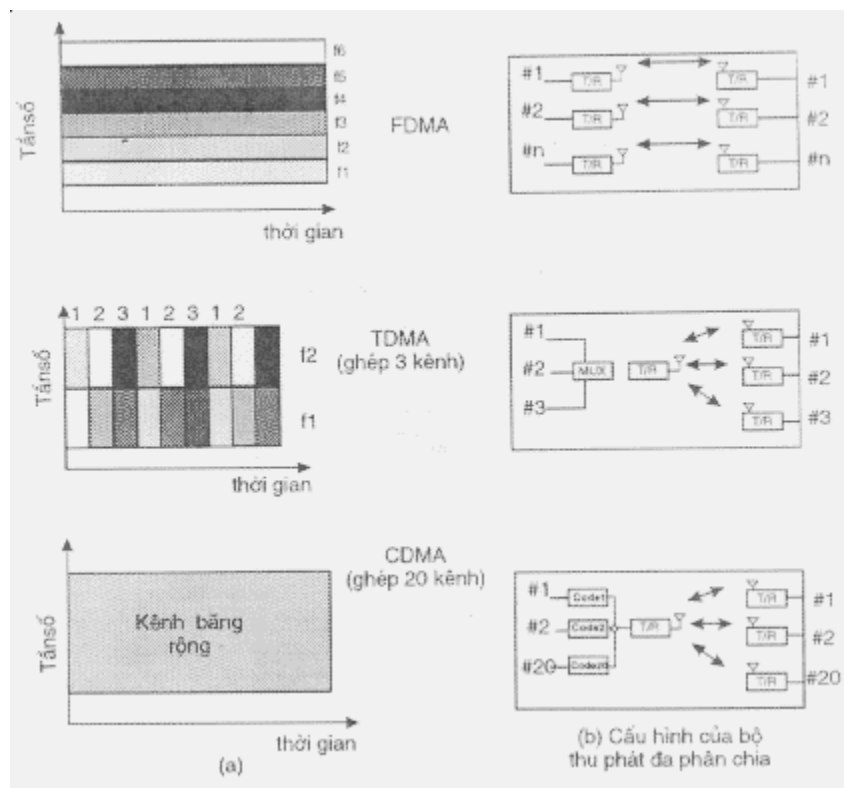 Tần số
f6
f5
f4
f3
f2
f1
thời gian
FDMA
#1 T/R T/R #1
#2 T/R T/R #2
#n T/R T/R #n
Tần số
1 2 3 1 2 3 1 2
f2
f1
thời gian
TDMA
(ghép 3 kênh)
#1
#2
#3
MUX
T/R
T/R #1
T/R #2
T/R #3
Tần số
Kênh băng
rộng
thời gian
(a)
CDMA
(ghép 20 kênh)
#1 Code1
#2 Code2
#20 Code20
T/R
T/R #1
T/R #2
T/R #20
(b) Cấu hình của bộ
thu phát đa phân chia